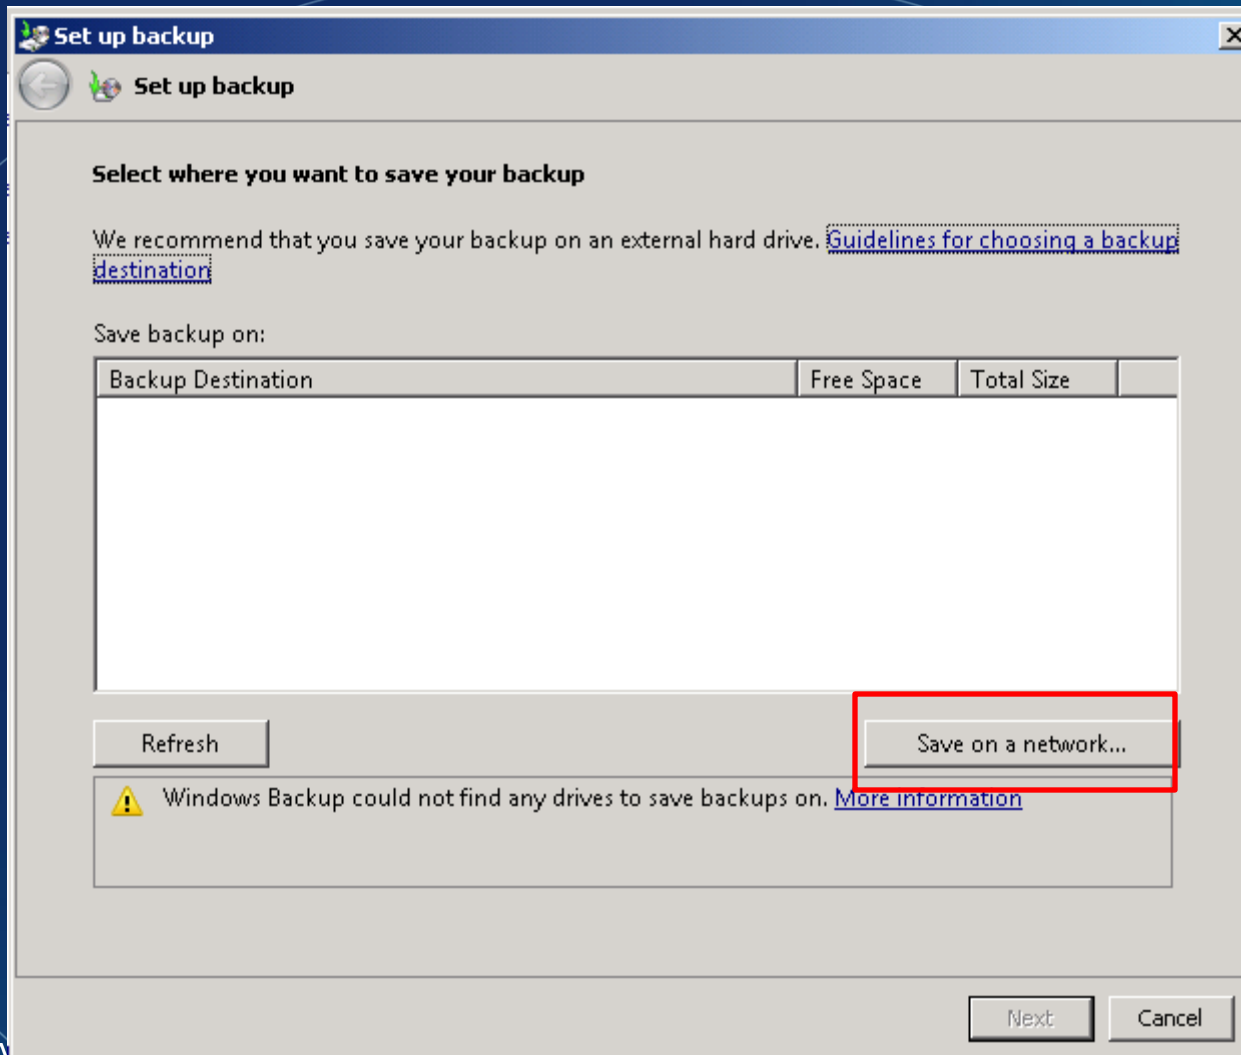 Set up backup
Set up backup
Select where you want to save your backup
We recommend that you save your backup on an external hard drive. Guidelines for choosing a backup
destination
Save backup on:
Backup Destination Free Space Total Size
Refresh Save on a network...
Windows Backup could not find any drives to save backups on. More information
Next Cancel